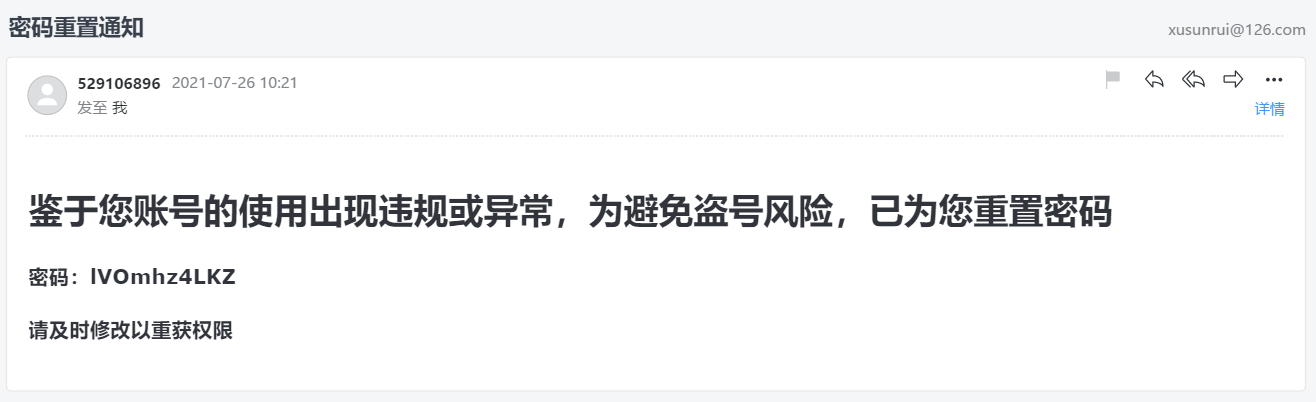 密码重置通知
xusunrui@126.com
529106896 2021-07-26 10:21
发至 我
详情
鉴于您账号的使用出现违规或异常，为避免盗号风险，已为您重置密码
密码：lVOmhz4LKZ
请及时修改以重获权限